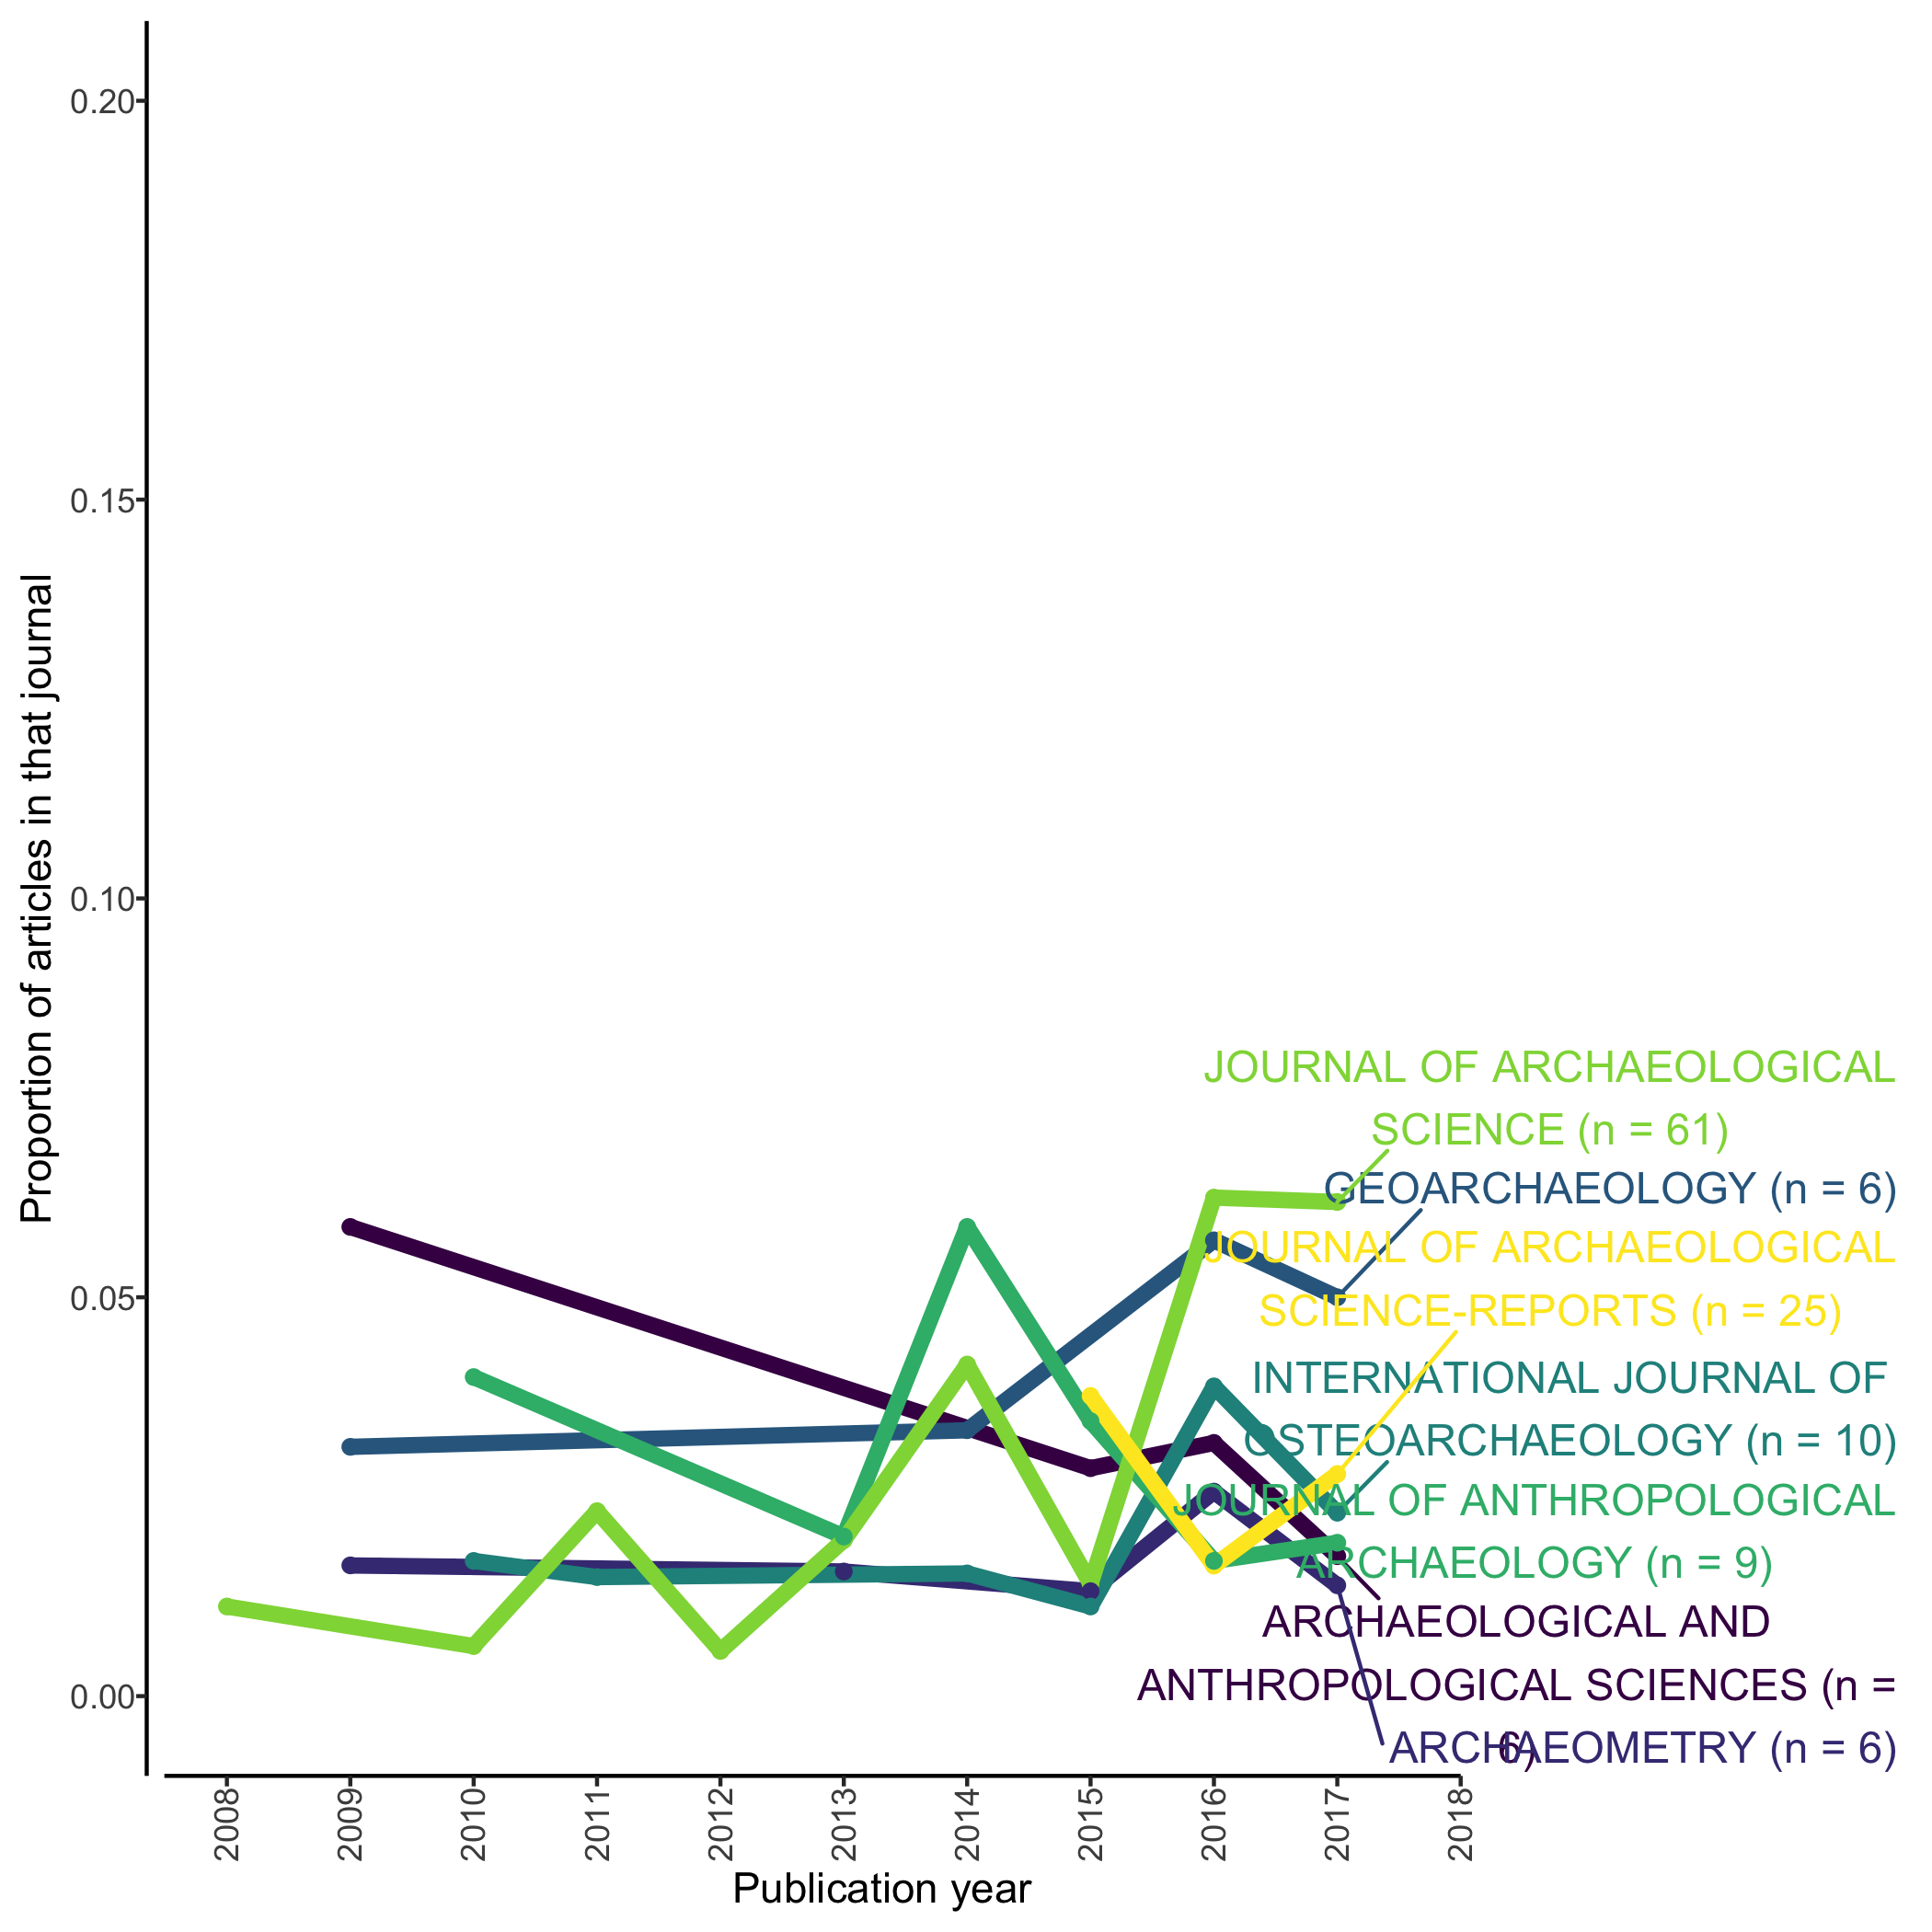 0.20
0.15
0.10
0.05
0.00
Proportion of articles in that journal
JOURNAL OF ARCHAEOLOGICAL
SCIENCE (n = 61)
GEOARCHAEOLOGY (n = 6)
JOURNAL OF ARCHAEOLOGICAL
SCIENCE-REPORTS (n = 25)
INTERNATIONAL JOURNAL OF
OSTEOARCHAEOLOGY (n = 10)
JOURNAL OF ANTHROPOLOGICAL
ARCHAEOLOGY (n = 9)
ARCHAEOLOGICAL AND
ANTHROPOLOGICAL SCIENCES (n =
6)
ARCHAEOMETRY (n = 6)
2008
2009
2010
2011
2012
2013
2014
2015
2016
2017
2018
Publication year